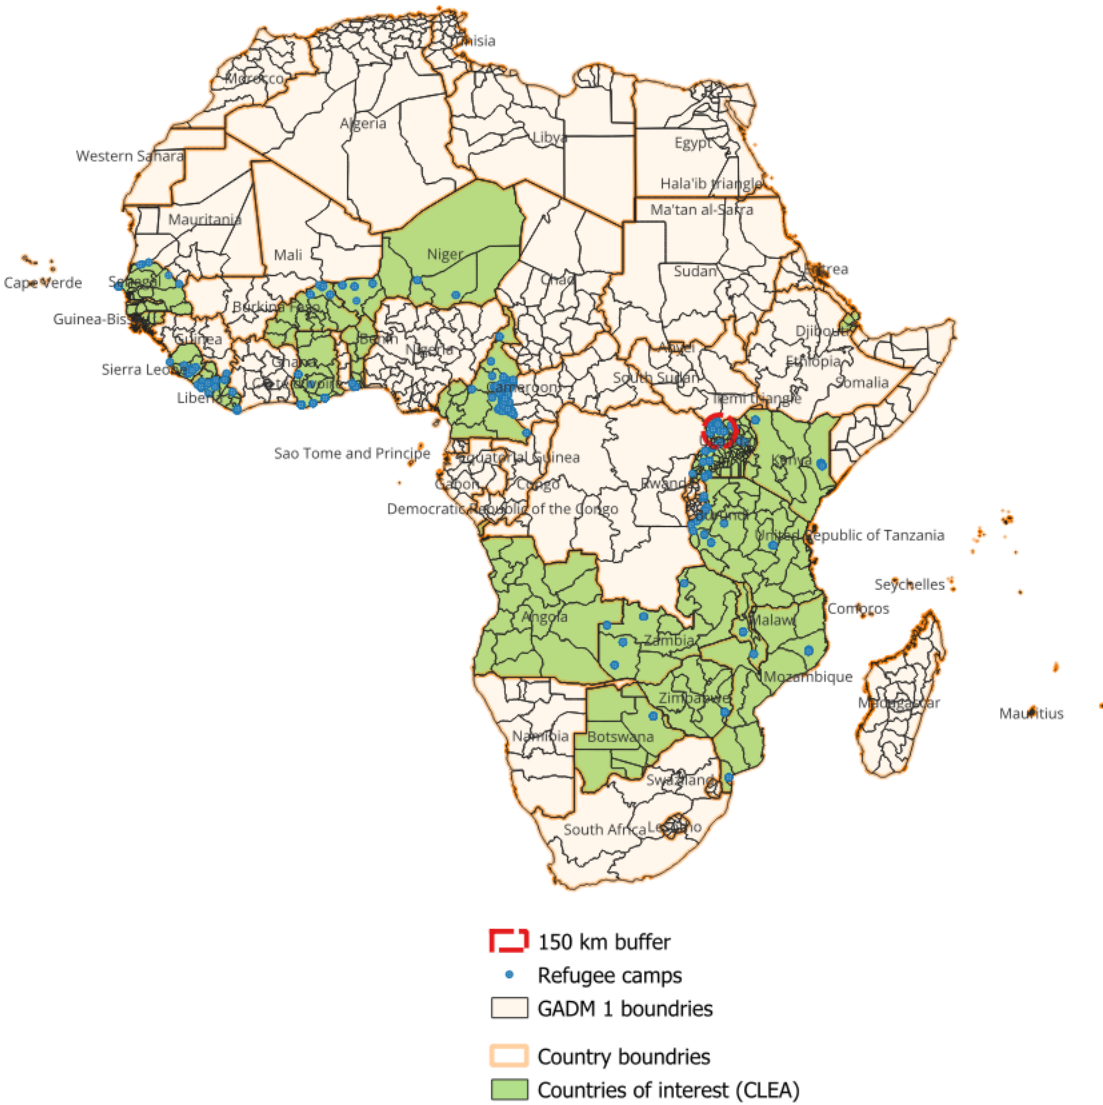 Tunisia
Morocco
Algeria
Libya
Egypt
Western Sahara
Hala'ib triangle
Ma'tan al-Sarra
Mauritania
Mali
Niger
Chad
Sudan
Eritrea
Cape Verde
Senegal
Burkina Faso
Guinea-Bissau
Djibouti
Guinea
Benin
Nigeria
Abyei
Ethiopia
Sierra Leone
Ghana
Cote d'Ivoire
Cameroon
South Sudan
Somalia
Liberia
Ilemi triangle
Sao Tome and Principe
Equatorial Guinea
Kenya
Gabon
Congo
Rwanda
Democratic Republic of the Congo
Burundi
United Republic of Tanzania
Seychelles
Comoros
Angola
Malawi
Zambia
Mozambique
Zimbabwe
Madagascar
Mauritius
Namibia
Botswana
Swaziland
South Africa
Lesotho
150 km buffer
Refugee camps
GADM 1 boundries
Country boundries
Countries of interest (CLEA)